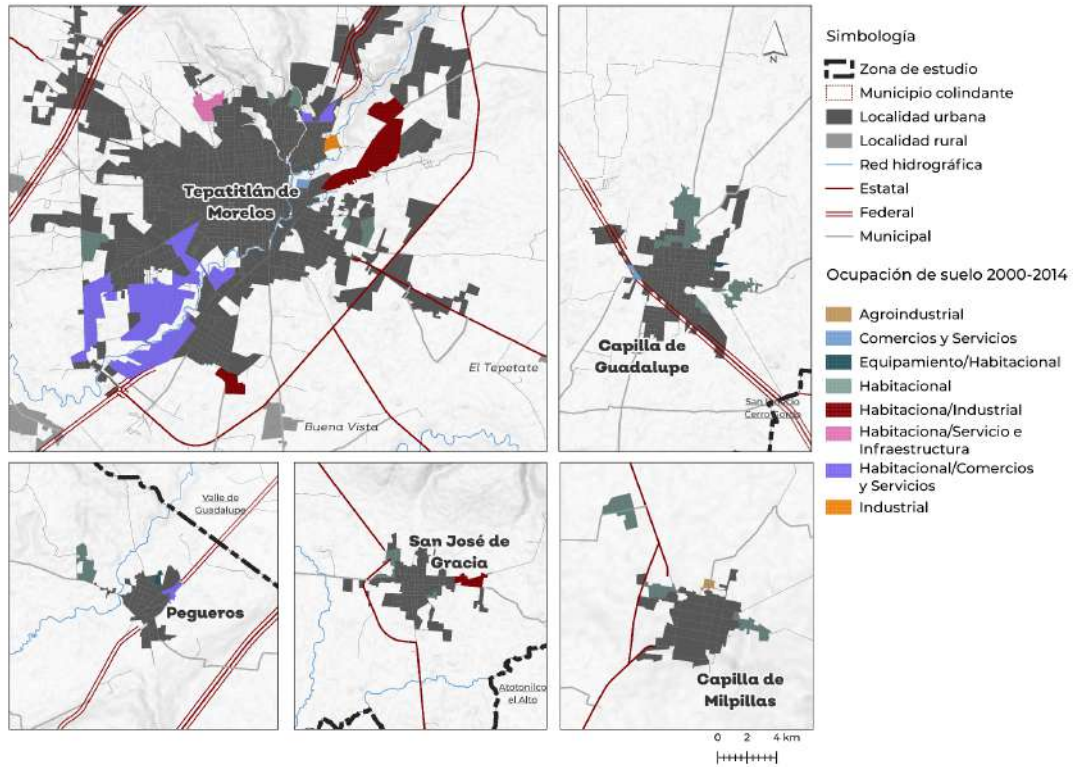 Tepatitlán de
Morelos
El Tepetate
Buena Vista
Capilla de
Guadalupe
Valle de
Guadalupe
Pegueros
San José de
Gracia
Atotonilco
el Alto
Capilla de
Milpillas
0 2 4 km
N
Simbología
Zona de estudio
Municipio colindante
Localidad urbana
Localidad rural
Red hidrográfica
Estatal
Federal
Municipal
Ocupación de suelo 2000-2014
Agroindustrial
Comercios y Servicios
Equipamiento/Habitacional
Habitacional
Habitaciona/Industrial
Habitaciona/Servicio e
Infraestructura
Habitacional/Comercios
y Servicios
Industrial